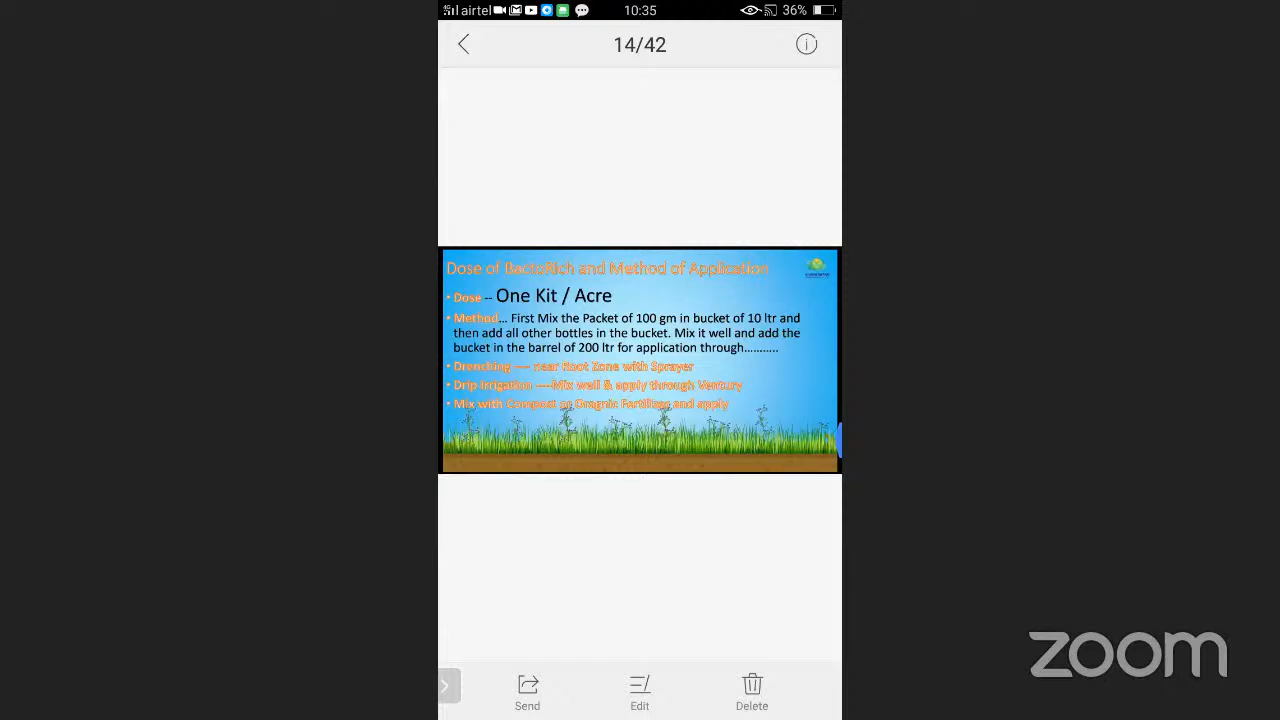 airtel 10:35 36%
14/42
Dose of BactoRich and Method of Application
• Dose -- One Kit / Acre
• Method... First Mix the Packet of 100 gm in bucket of 10 ltr and
then add all other bottles in the bucket. Mix it well and add the
bucket in the barrel of 200 ltr for application through...........
• Drenching---- near Root Zone with Sprayer
• Drip Irrigation ----Mix well & apply through Ventury
• Mix with Compost or Oragnic Fertilizer and apply
Send Edit Delete
zoom